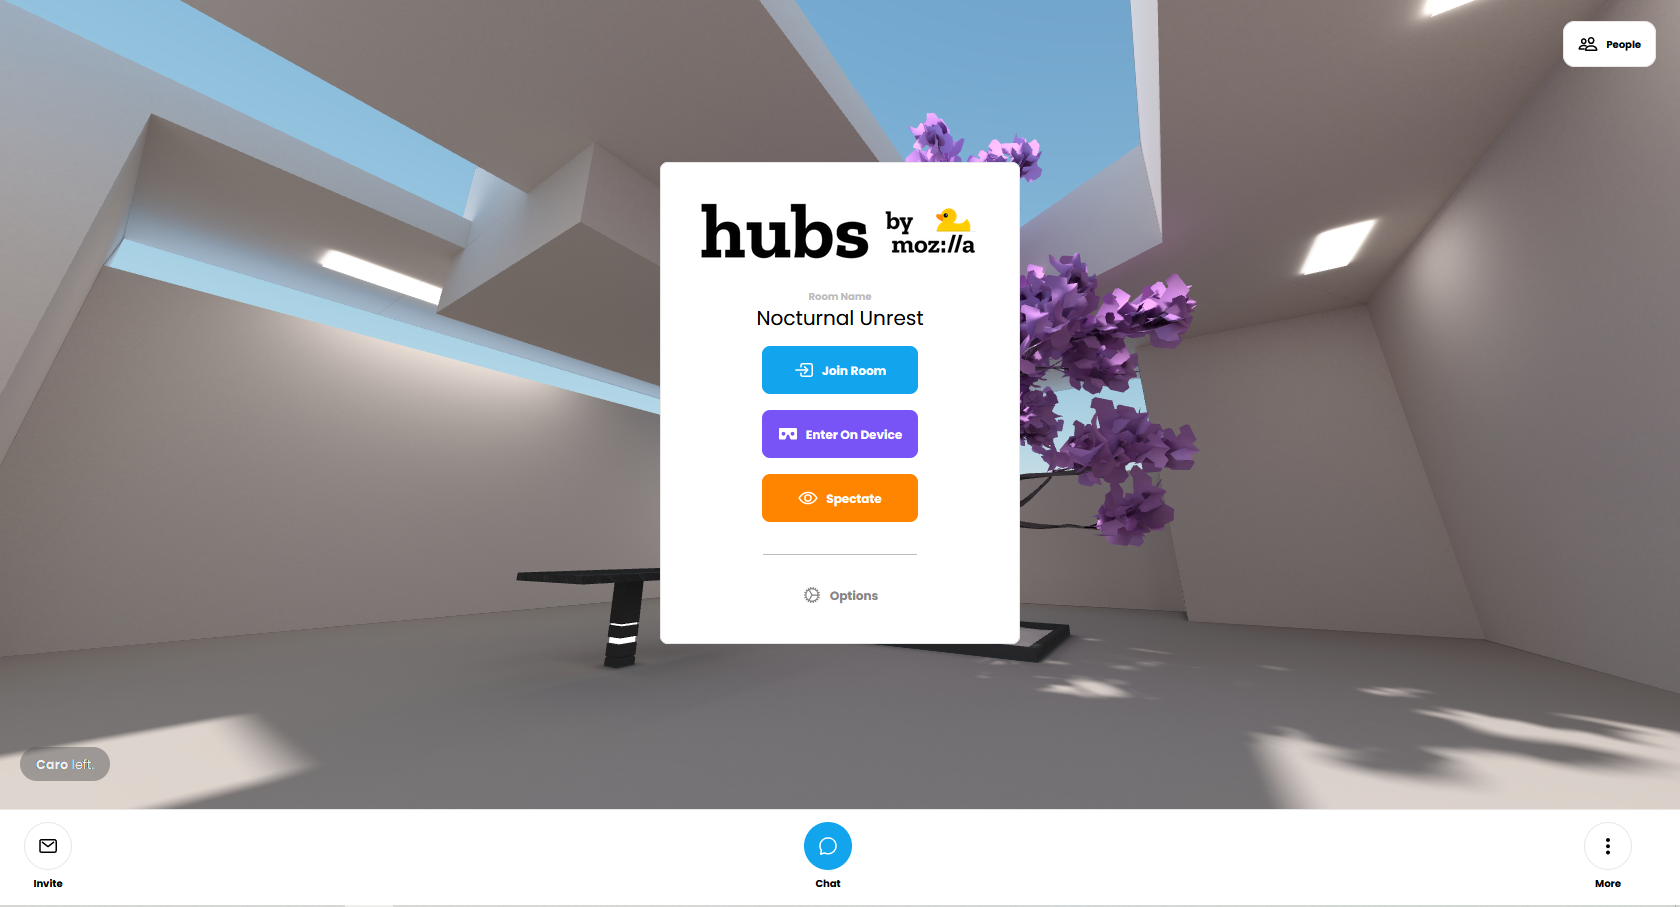 People
hubs by
moz://a
Room Name
Nocturnal Unrest
Join Room
Enter On Device
Spectate
Options
Caro left.
Invite
Chat
More